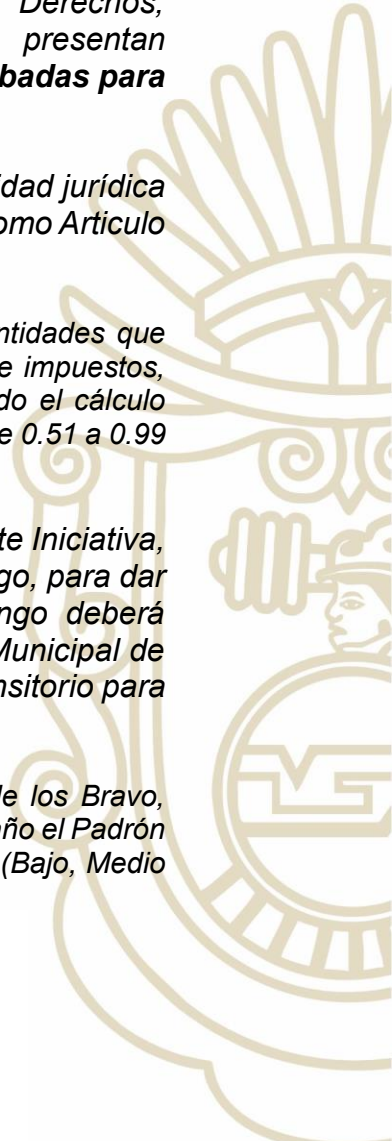 Derechos,
presentan
badas para
idad jurídica
omo Articulo
ntidades que
e impuestos,
do el cálculo
e 0.51 a 0.99
te Iniciativa,
go, para dar
ngo deberá
Municipal de
nsitorio para
le los Bravo,
año el Padrón
(Bajo, Medio